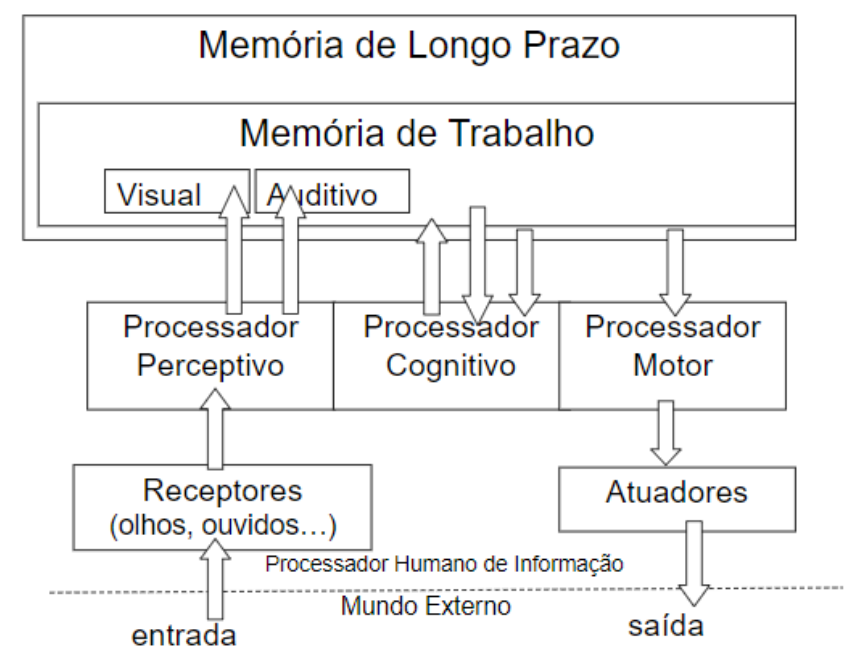 Memória de Longo Prazo
Memória de Trabalho
Visual
Auditivo
Processador
Perceptivo
Processador
Cognitivo
Processador
Motor
Receptores
(olhos, ouvidos…)
Atuadores
Processador Humano de Informação
Mundo Externo
entrada
saída